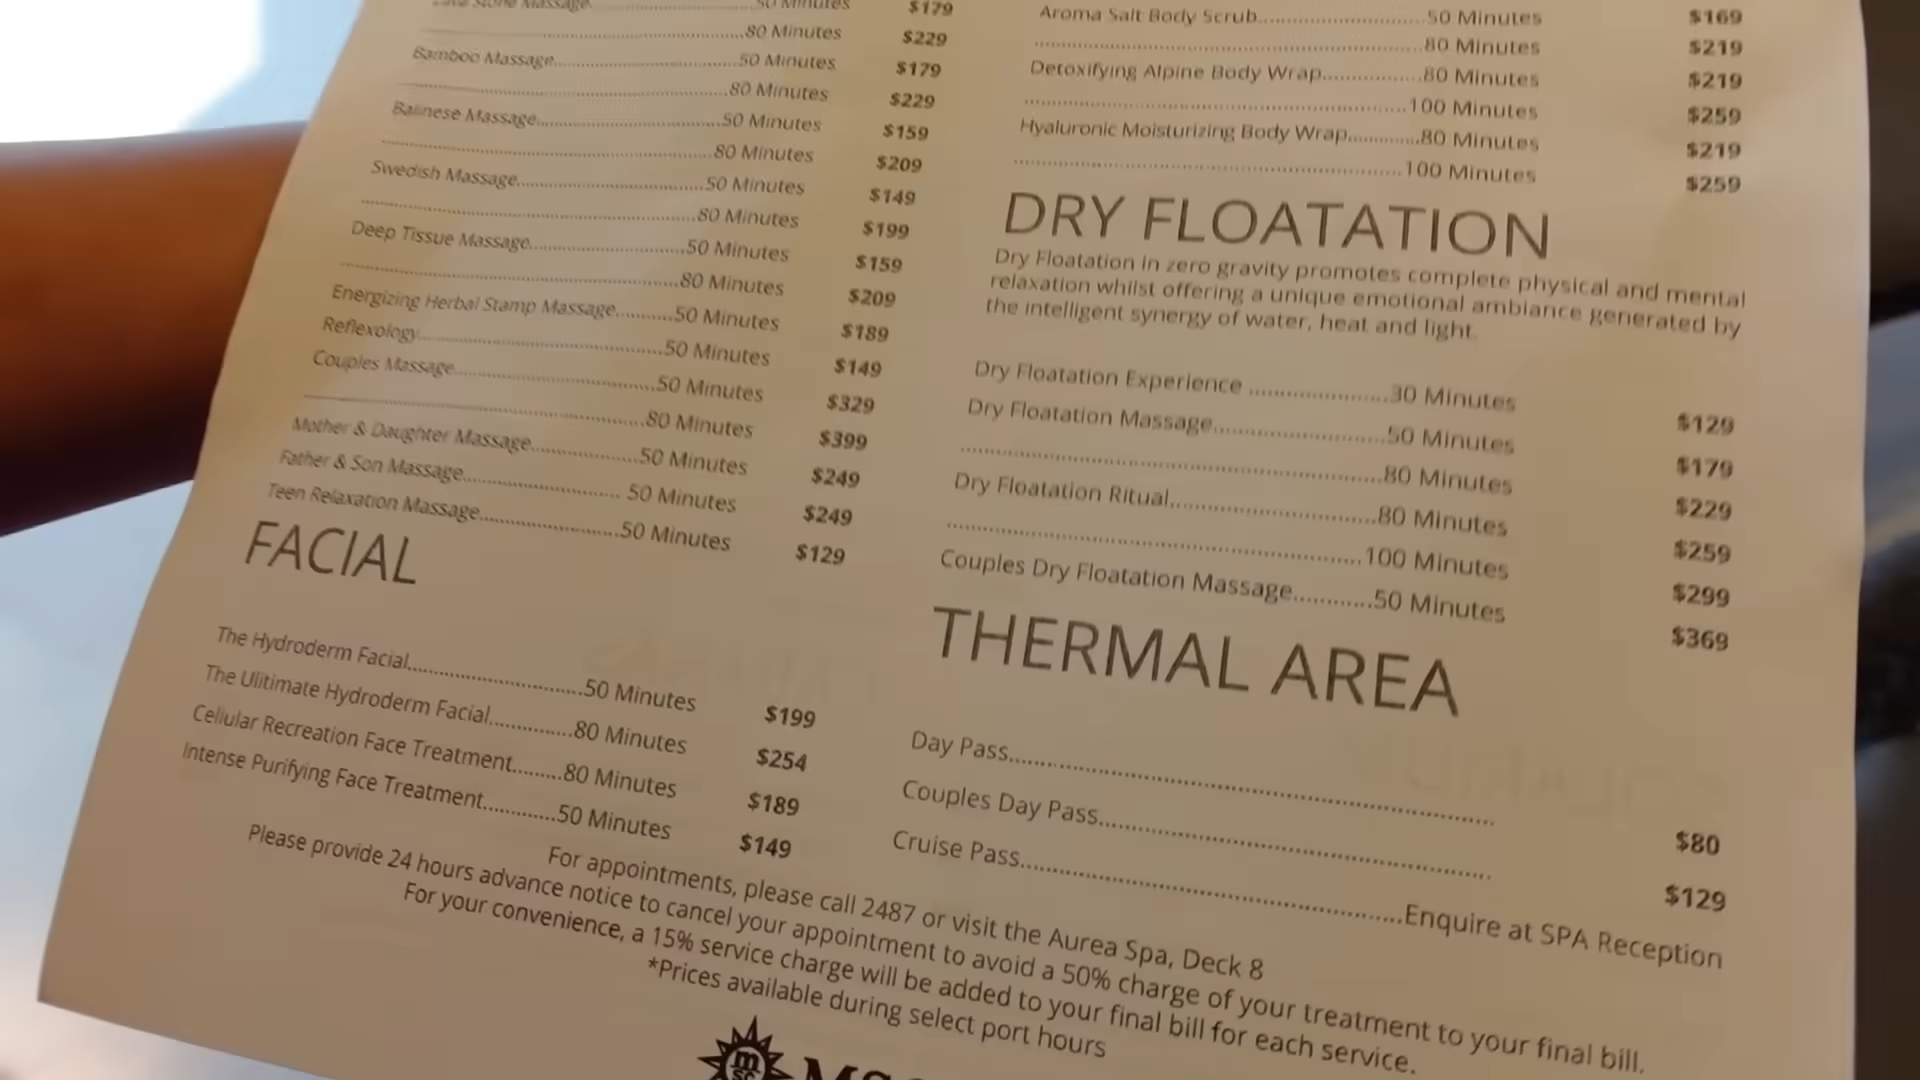 Stone Massage....................50 Minutes $179
....................80 Minutes $229
Bamboo Massage....................50 Minutes $179
....................80 Minutes $229
Balinese Massage....................50 Minutes $159
....................80 Minutes $209
Swedish Massage....................50 Minutes $149
....................80 Minutes $199
Deep Tissue Massage....................50 Minutes $159
....................80 Minutes $209
Energizing Herbal Stamp Massage...........50 Minutes $189
Reflexology....................50 Minutes $149
Couples Massage....................50 Minutes $329
....................80 Minutes $399
Mother & Daughter Massage....................50 Minutes $249
Father & Son Massage.................... 50 Minutes $249
Teen Relaxation Massage....................50 Minutes $129
FACIAL
The Hydroderm Facial....................50 Minutes $199
The Ulitimate Hydroderm Facial.............80 Minutes $254
Cellular Recreation Face Treatment.........80 Minutes $189
Intense Purifying Face Treatment.............50 Minutes $149
Aroma Salt Body Scrub....................50 Minutes $169
....................80 Minutes $219
Detoxifying Alpine Body Wrap................80 Minutes $219
....................100 Minutes $259
Hyaluronic Moisturizing Body Wrap...........80 Minutes $219
....................100 Minutes $259
DRY FLOATATION
Dry Floatation in zero gravity promotes complete physical and mental
relaxation whilst offering a unique emotional ambiance generated by
the intelligent synergy of water, heat and light.
Dry Floatation Experience ....................30 Minutes $129
Dry Floatation Massage....................50 Minutes $179
....................80 Minutes $229
Dry Floatation Ritual....................80 Minutes $259
....................100 Minutes $299
Couples Dry Floatation Massage............50 Minutes $369
THERMAL AREA
Day Pass.................... $80
Couples Day Pass.................... $129
Cruise Pass....................Enquire at SPA Reception
For appointments, please call 2487 or visit the Aurea Spa, Deck 8
Please provide 24 hours advance notice to cancel your appointment to avoid a 50% charge of your treatment to your final bill.
For your convenience, a 15% service charge will be added to your final bill for each service.
*Prices available during select port hours
m
sc